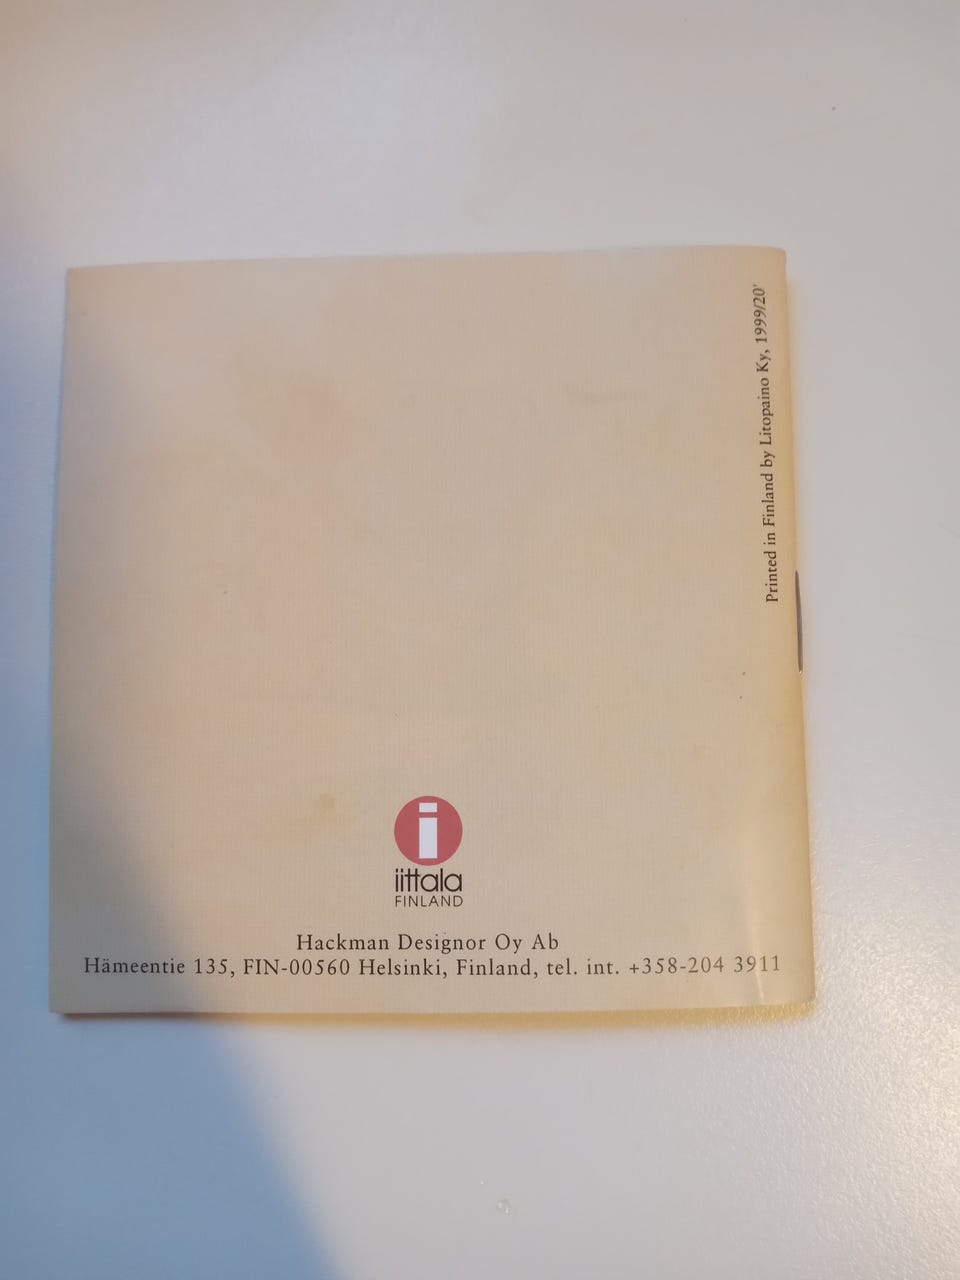 Printed in Finland by Litopaino Ky, 1999/20'
i
iittala
FINLAND
Hackman Designor Oy Ab
Hämeentie 135, FIN-00560 Helsinki, Finland, tel. int. +358-204 3911